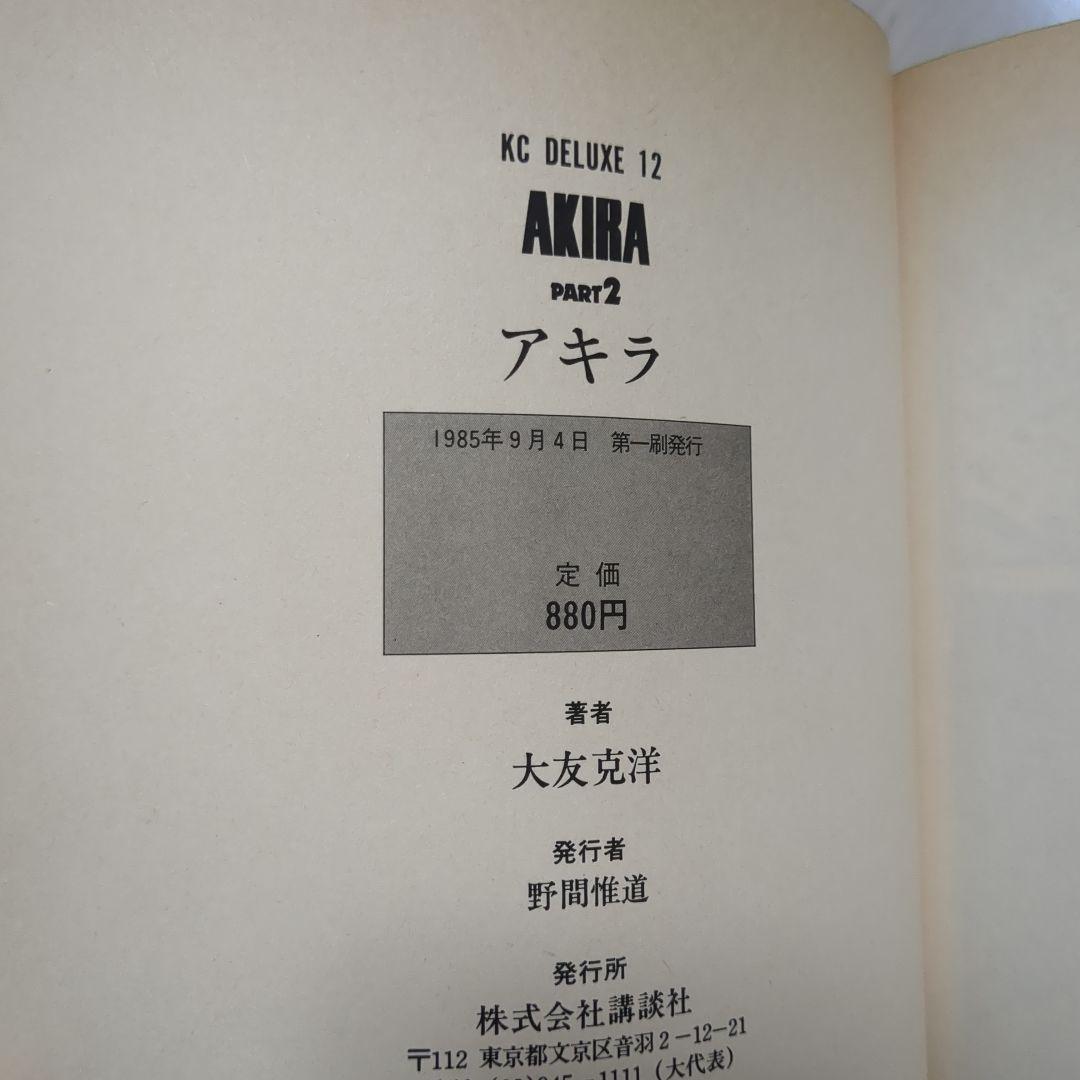 KC DELUXE 12
AKIRA
PART2
アキラ
1985年9月4日 第一刷発行
定価
880円
著者
大友克洋
発行者
野間惟道
発行所
株式会社講談社
〒112 東京都文京区音羽2-12-21
-1111(大代表)